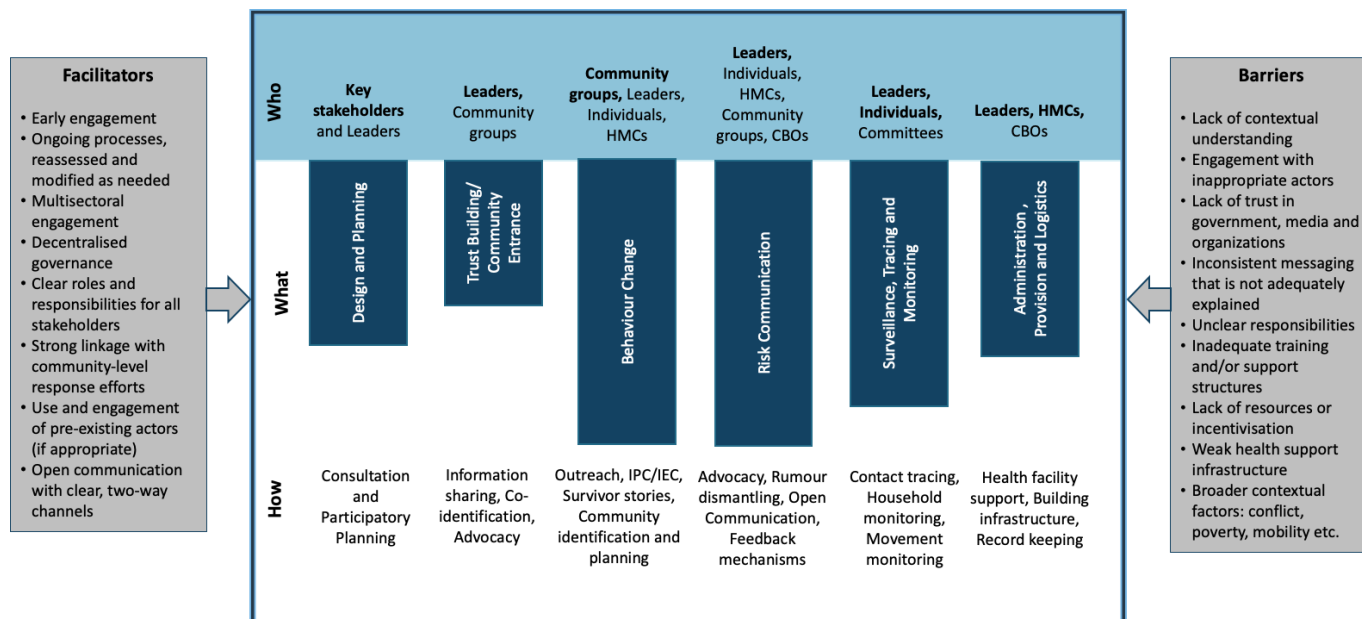 Facilitators
• Early engagement
• Ongoing processes,
reassessed and
modified as needed
• Multisectoral
engagement
• Decentralised
governance
• Clear roles and
responsibilities for all
stakeholders
• Strong linkage with
community-level
response efforts
• Use and engagement
of pre-existing actors
(if appropriate)
• Open communication
with clear, two-way
channels
Who
Key
stakeholders
and Leaders
Leaders,
Community
groups
Community
groups, Leaders,
Individuals,
HMCs
Leaders,
Individuals,
HMCs,
Community
groups, CBOs
Leaders,
Individuals,
Committees
Leaders, HMCs,
CBOs
What
Design and Planning
Trust Building/
Community
Entrance
Behaviour Change
Risk Communication
Surveillance, Tracing and
Monitoring
Administration ,
Provision and Logistics
How
Consultation
and
Participatory
Planning
Information
sharing, Co-
identification,
Advocacy
Outreach, IPC/IEC,
Survivor stories,
Community
identification and
planning
Advocacy, Rumour
dismantling, Open
Communication,
Feedback
mechanisms
Contact tracing,
Household
monitoring,
Movement
monitoring
Health facility
support, Building
infrastructure,
Record keeping
Barriers
• Lack of contextual
understanding
• Engagement with
inappropriate actors
• Lack of trust in
government, media and
organizations
• Inconsistent messaging
that is not adequately
explained
• Unclear responsibilities
• Inadequate training
and/or support
structures
• Lack of resources or
incentivisation
• Weak health support
infrastructure
• Broader contextual
factors: conflict,
poverty, mobility etc.